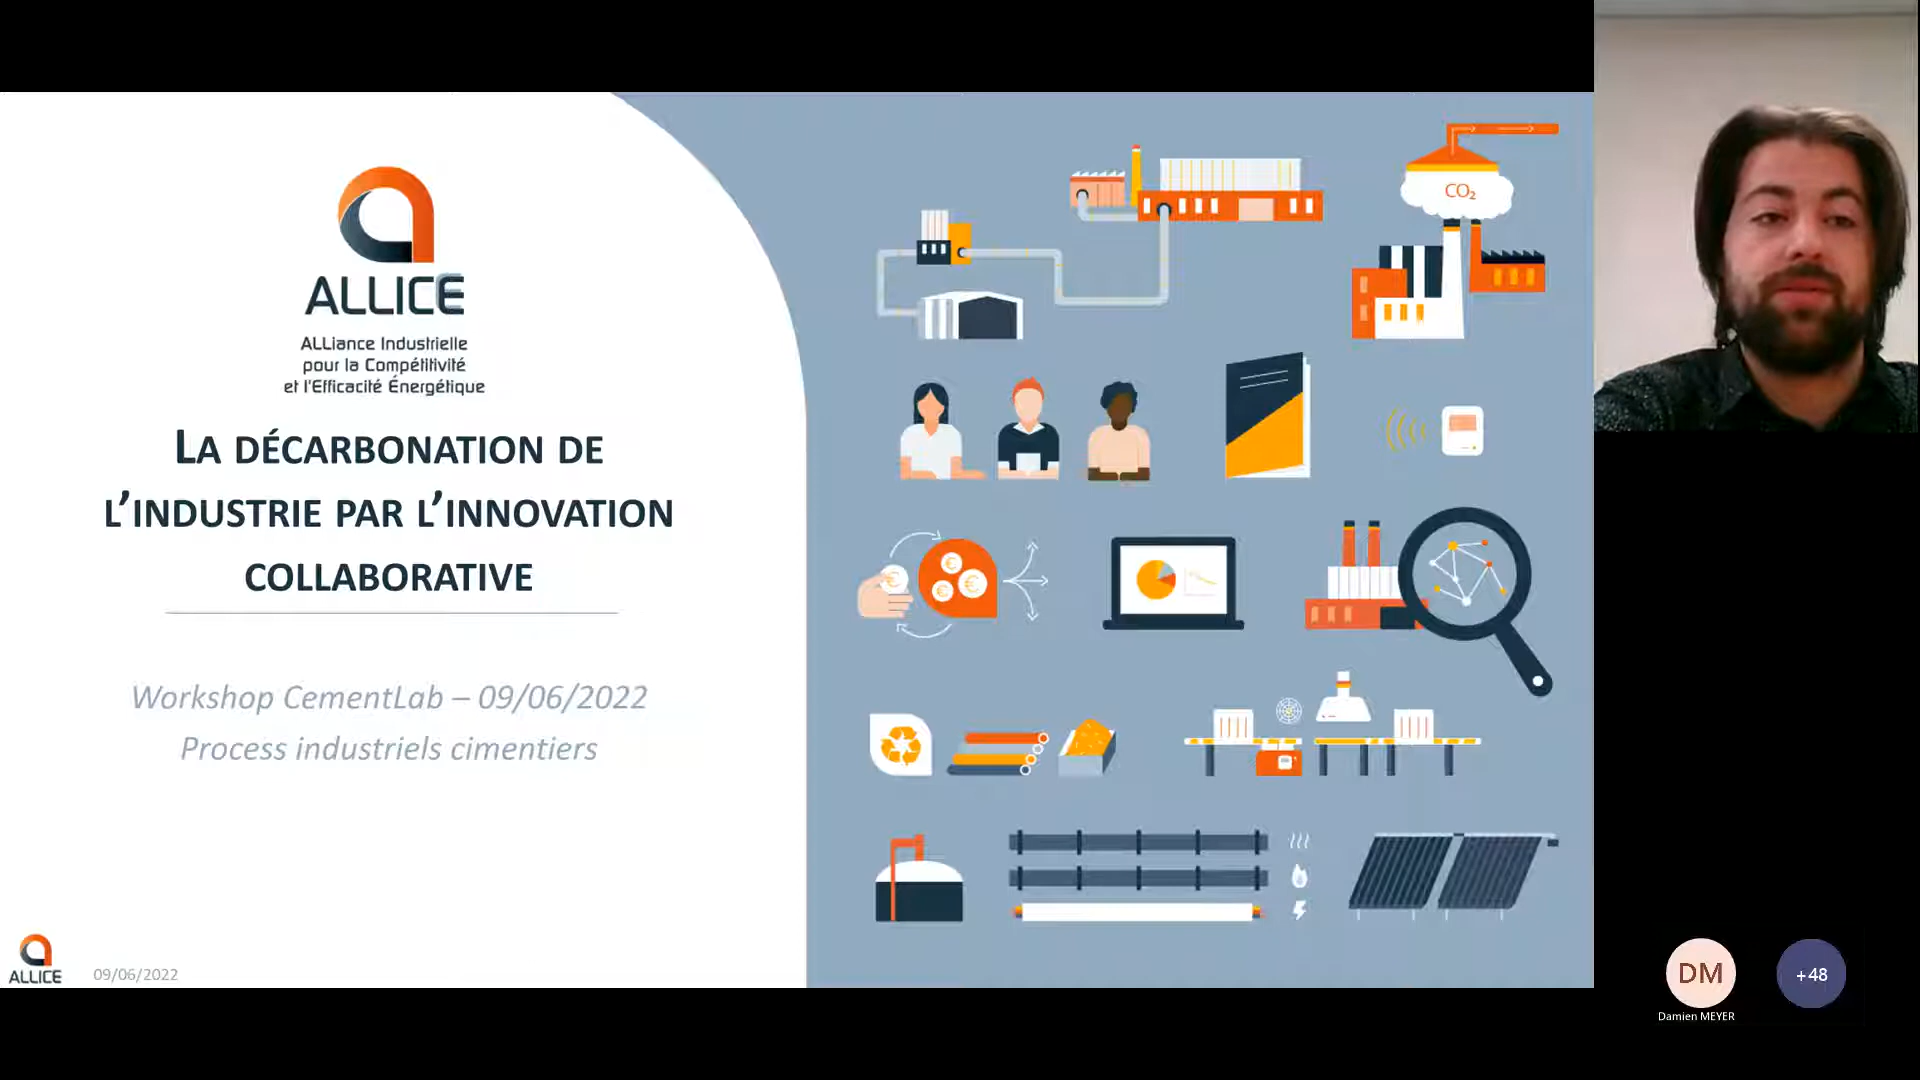 ALLICE
ALLiance Industrielle
pour la Compétitivité
et l'Efficacité Énergétique
LA DÉCARBONATION DE
L'INDUSTRIE PAR L'INNOVATION
COLLABORATIVE
Workshop CementLab – 09/06/2022
Process industriels cimentiers
ALLICE
09/06/2022
CO₂
DM
+48
Damien MEYER